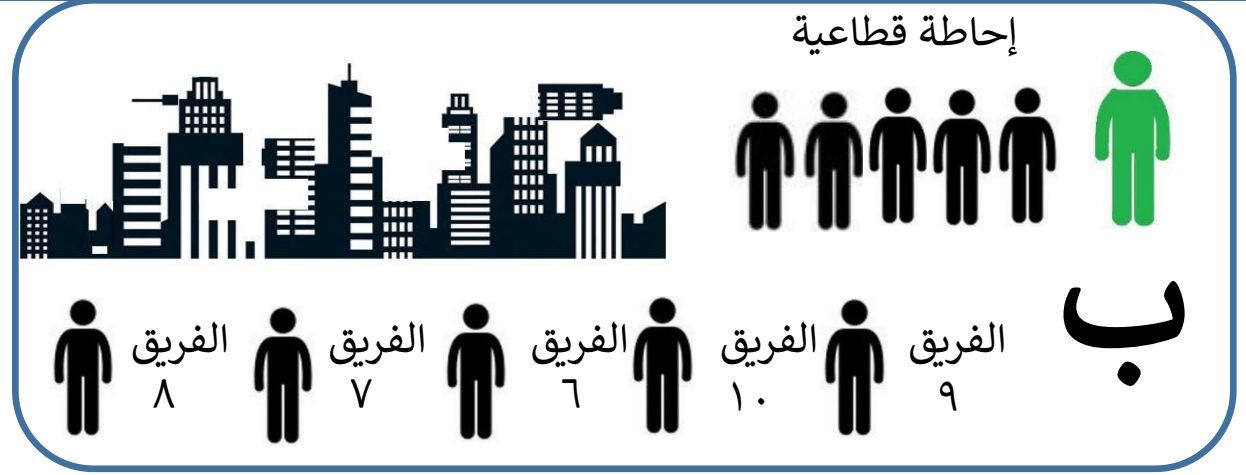 إحاطة قطاعية
ب
الفريق ٩
الفريق ١٠
الفريق ٦
الفريق ٧
الفريق ٨